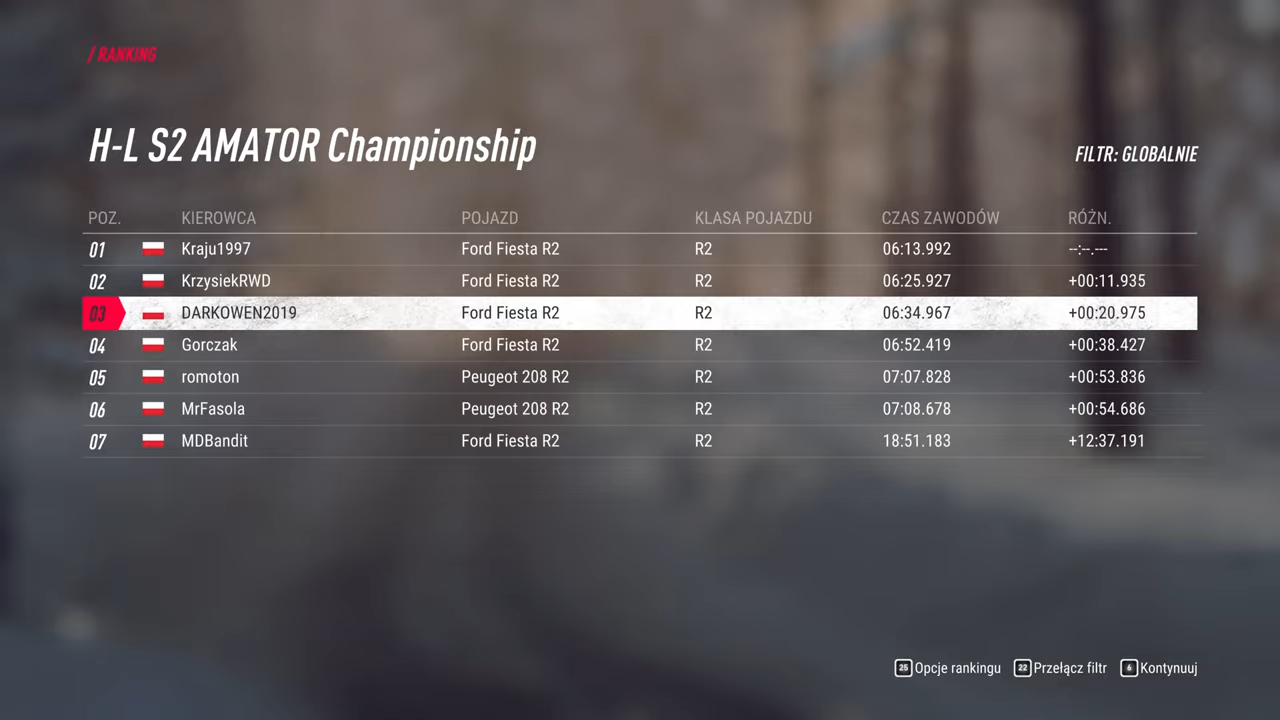 / RANKING
H-L S2 AMATOR Championship
FILTR: GLOBALNIE
POZ. KIEROWCA POJAZD KLASA POJAZDU CZAS ZAWODÓW RÓŻN.
01 Kraju1997 Ford Fiesta R2 R2 06:13.992 --:--.---
02 KrzysiekRWD Ford Fiesta R2 R2 06:25.927 +00:11.935
03 DARKOWEN2019 Ford Fiesta R2 R2 06:34.967 +00:20.975
04 Gorczak Ford Fiesta R2 R2 06:52.419 +00:38.427
05 romoton Peugeot 208 R2 R2 07:07.828 +00:53.836
06 MrFasola Peugeot 208 R2 R2 07:08.678 +00:54.686
07 MDBandit Ford Fiesta R2 R2 18:51.183 +12:37.191
25 Opcje rankingu 22 Przełącz filtr 6 Kontynuuj